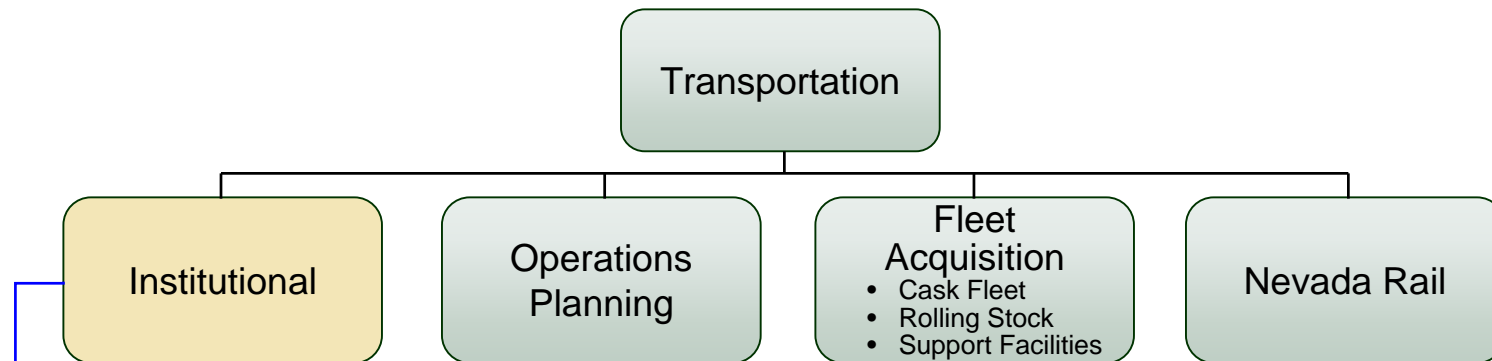 Transportation
Institutional
Operations
Planning
Fleet
Acquisition
• Cask Fleet
• Rolling Stock
• Support Facilities
Nevada Rail